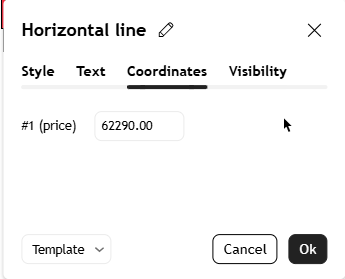 Horizontal line
Style Text Coordinates Visibility
#1 (price) 62290.00
Template Cancel Ok